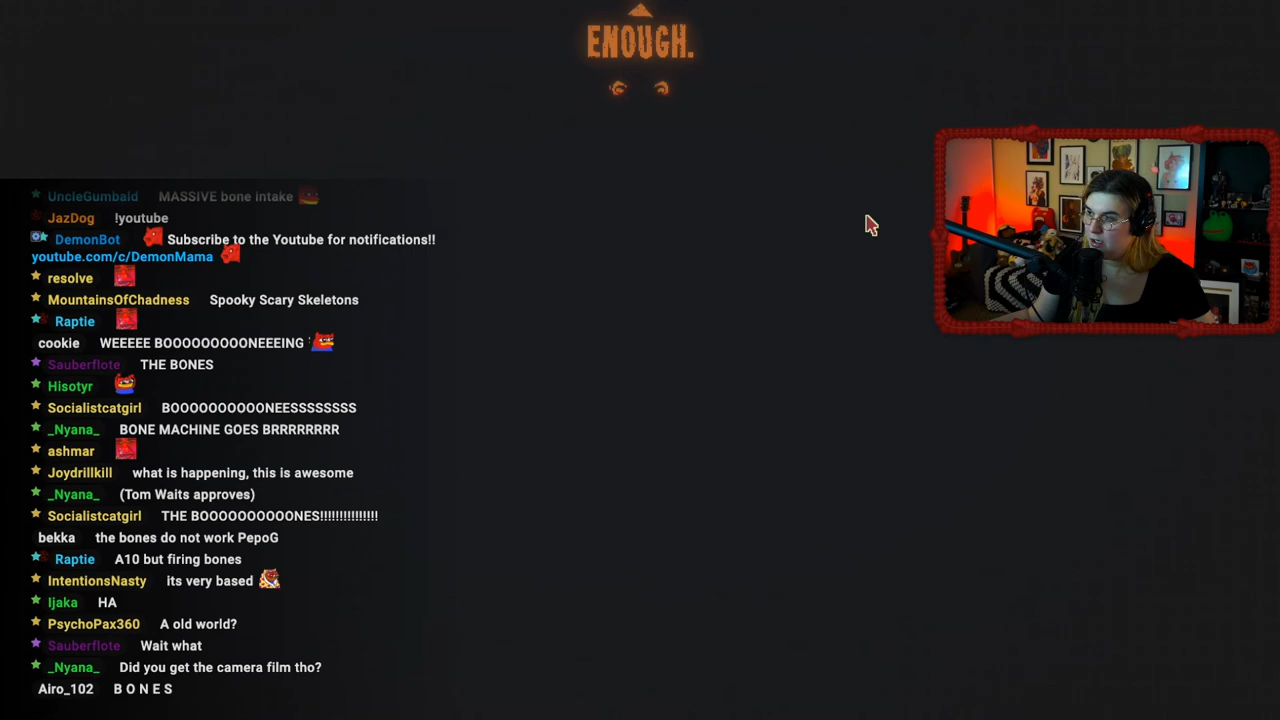 ENOUGH.
UncleGumbald MASSIVE bone intake
JazDog !youtube
DemonBot Subscribe to the Youtube for notifications!!
youtube.com/c/DemonMama
resolve
MountainsOfChadness Spooky Scary Skeletons
Raptie
cookie WEEEEE BOOOOOOOOONEEEING
Sauberflote THE BONES
Hisotyr
Socialistcatgirl BOOOOOOOOOONEESSSSSSS
_Nyana_ BONE MACHINE GOES BRRRRRRRR
ashmar
Joydrillkill what is happening, this is awesome
_Nyana_ (Tom Waits approves)
Socialistcatgirl THE BOOOOOOOOOONES!!!!!!!!!!!!!!!
bekka the bones do not work PepoG
Raptie A10 but firing bones
IntentionsNasty its very based
Ijaka HA
PsychoPax360 A old world?
Sauberflote Wait what
_Nyana_ Did you get the camera film tho?
Airo_102 B O N E S